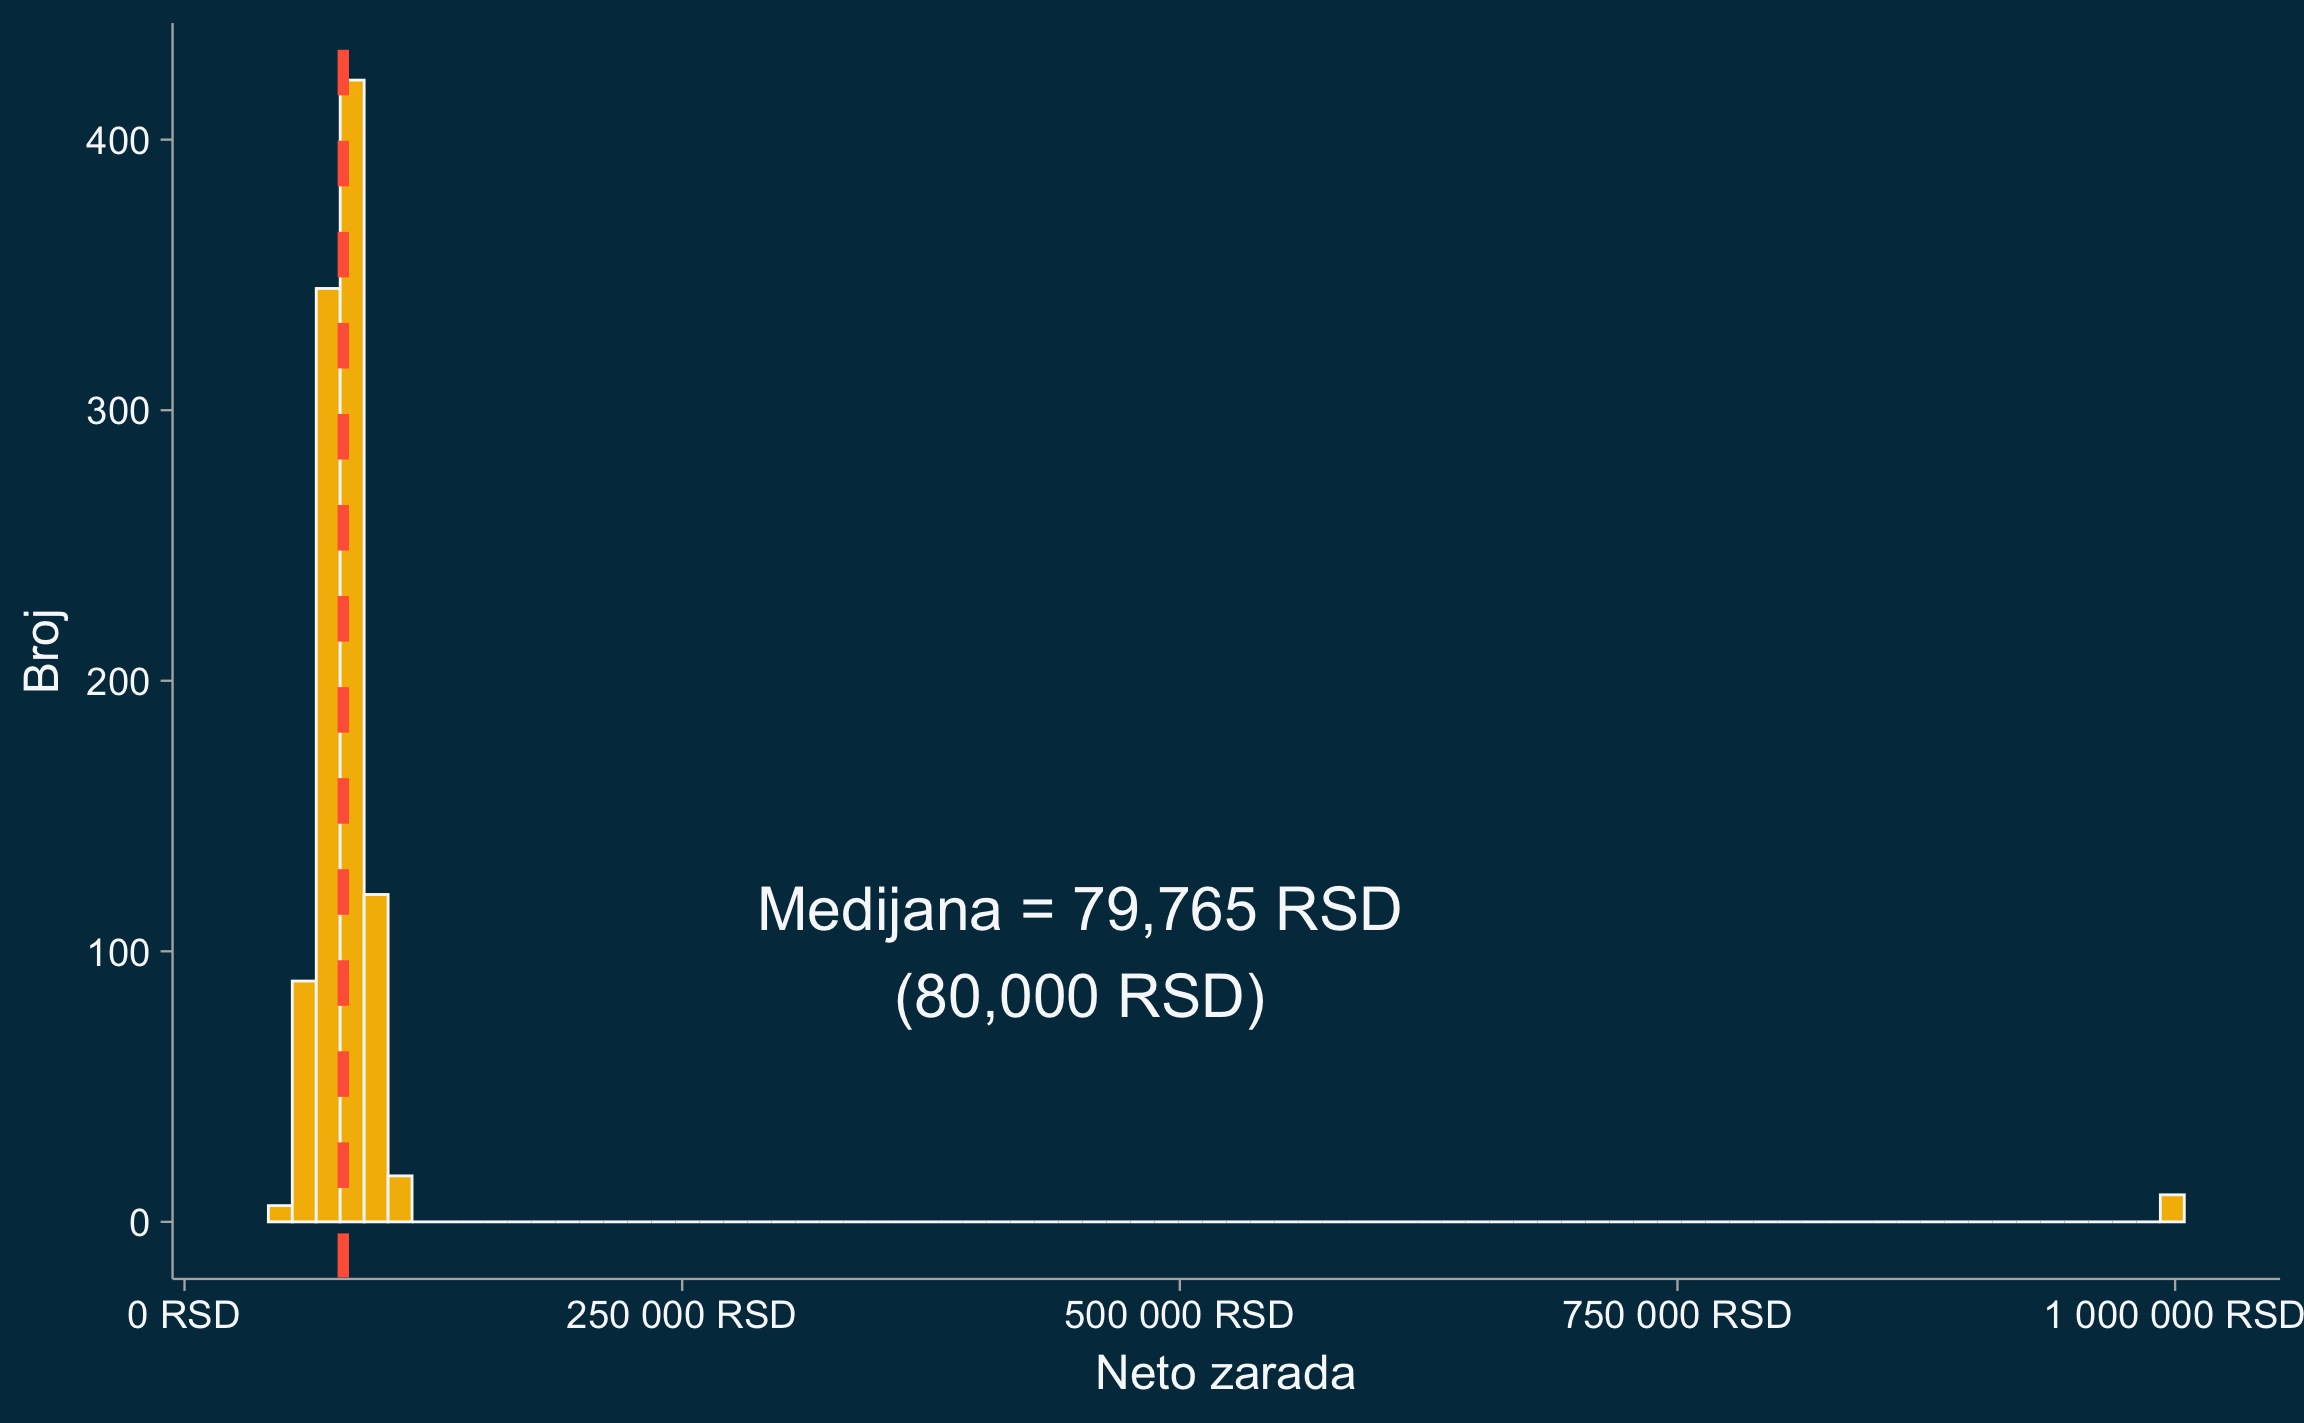 400
300
200
100
0
Broj
Medijana = 79,765 RSD
(80,000 RSD)
0 RSD
250 000 RSD
500 000 RSD
750 000 RSD
1 000 000 RSD
Neto zarada